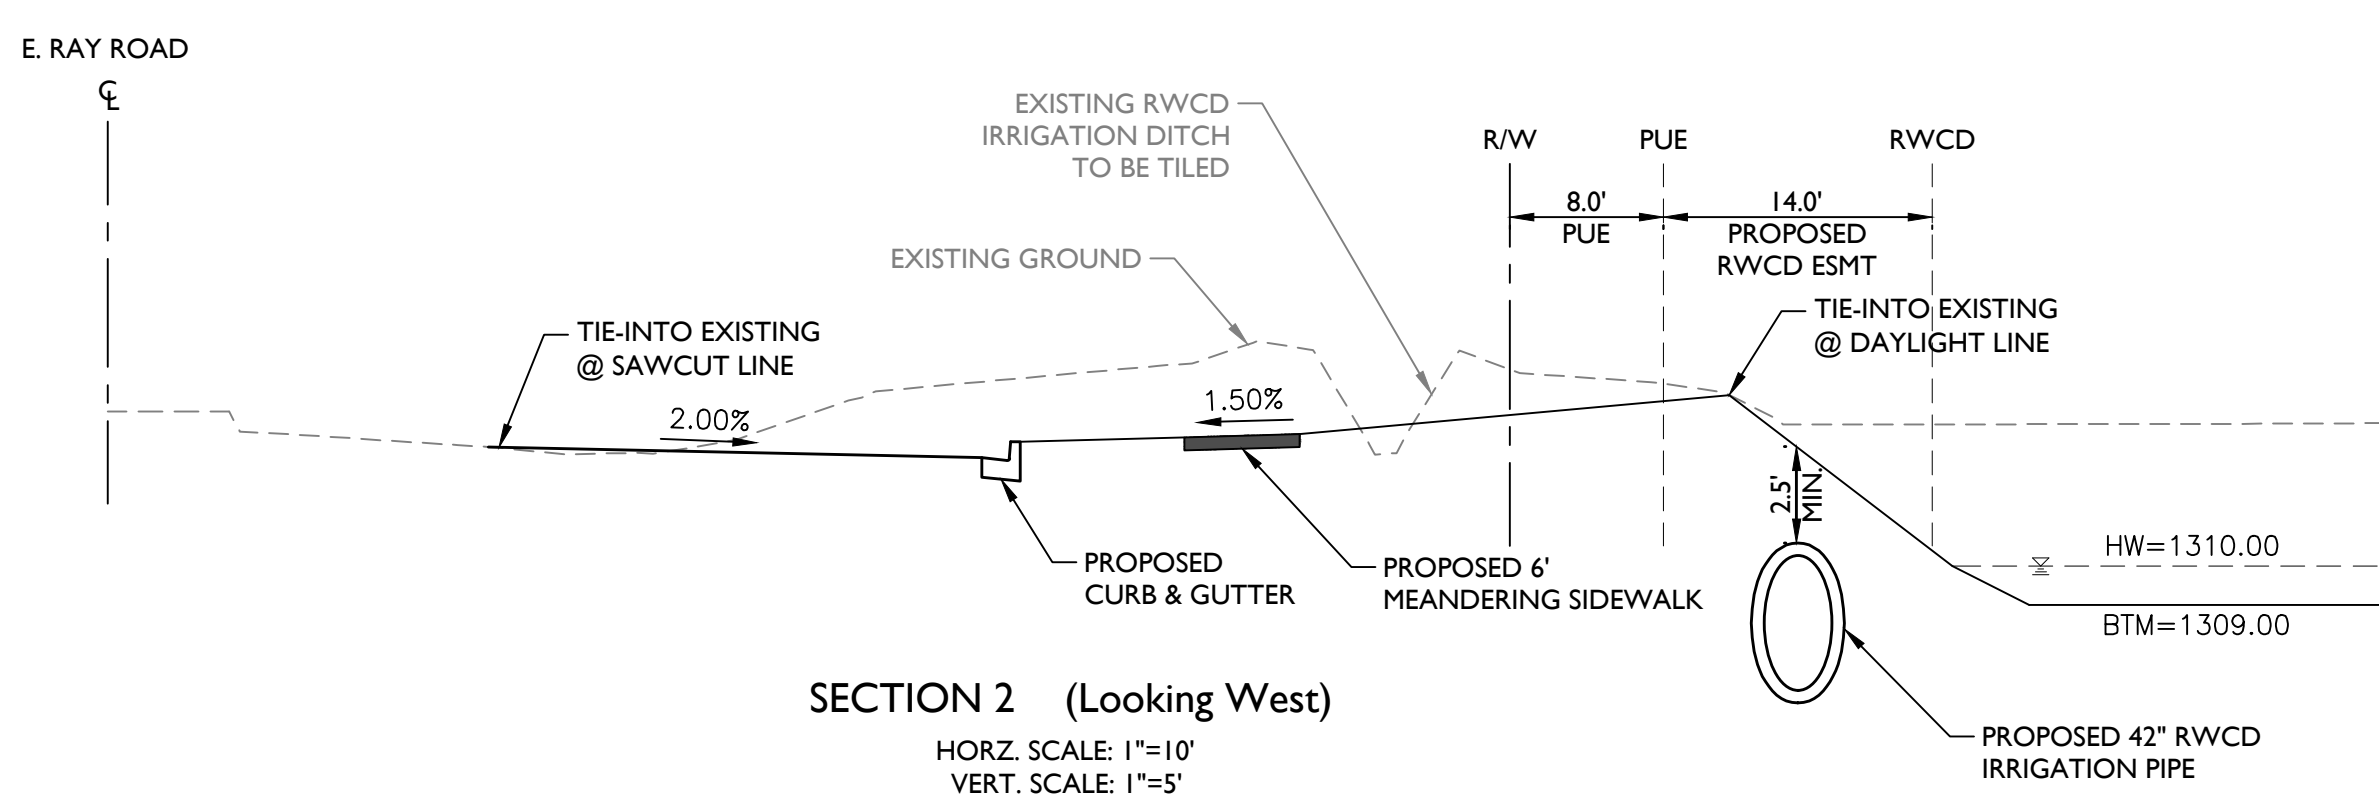 E. RAY ROAD
℄
EXISTING RWCD
IRRIGATION DITCH
TO BE TILED
R/W
PUE
RWCD
8.0'
PUE
14.0'
PROPOSED
RWCD ESMT
EXISTING GROUND
TIE-INTO EXISTING
@ SAWCUT LINE
TIE-INTO EXISTING
@ DAYLIGHT LINE
2.00%
1.50%
2.5'
MIN.
HW=1310.00
BTM=1309.00
PROPOSED
CURB & GUTTER
PROPOSED 6'
MEANDERING SIDEWALK
SECTION 2 (Looking West)
HORZ. SCALE: 1"=10'
VERT. SCALE: 1"=5'
PROPOSED 42" RWCD
IRRIGATION PIPE